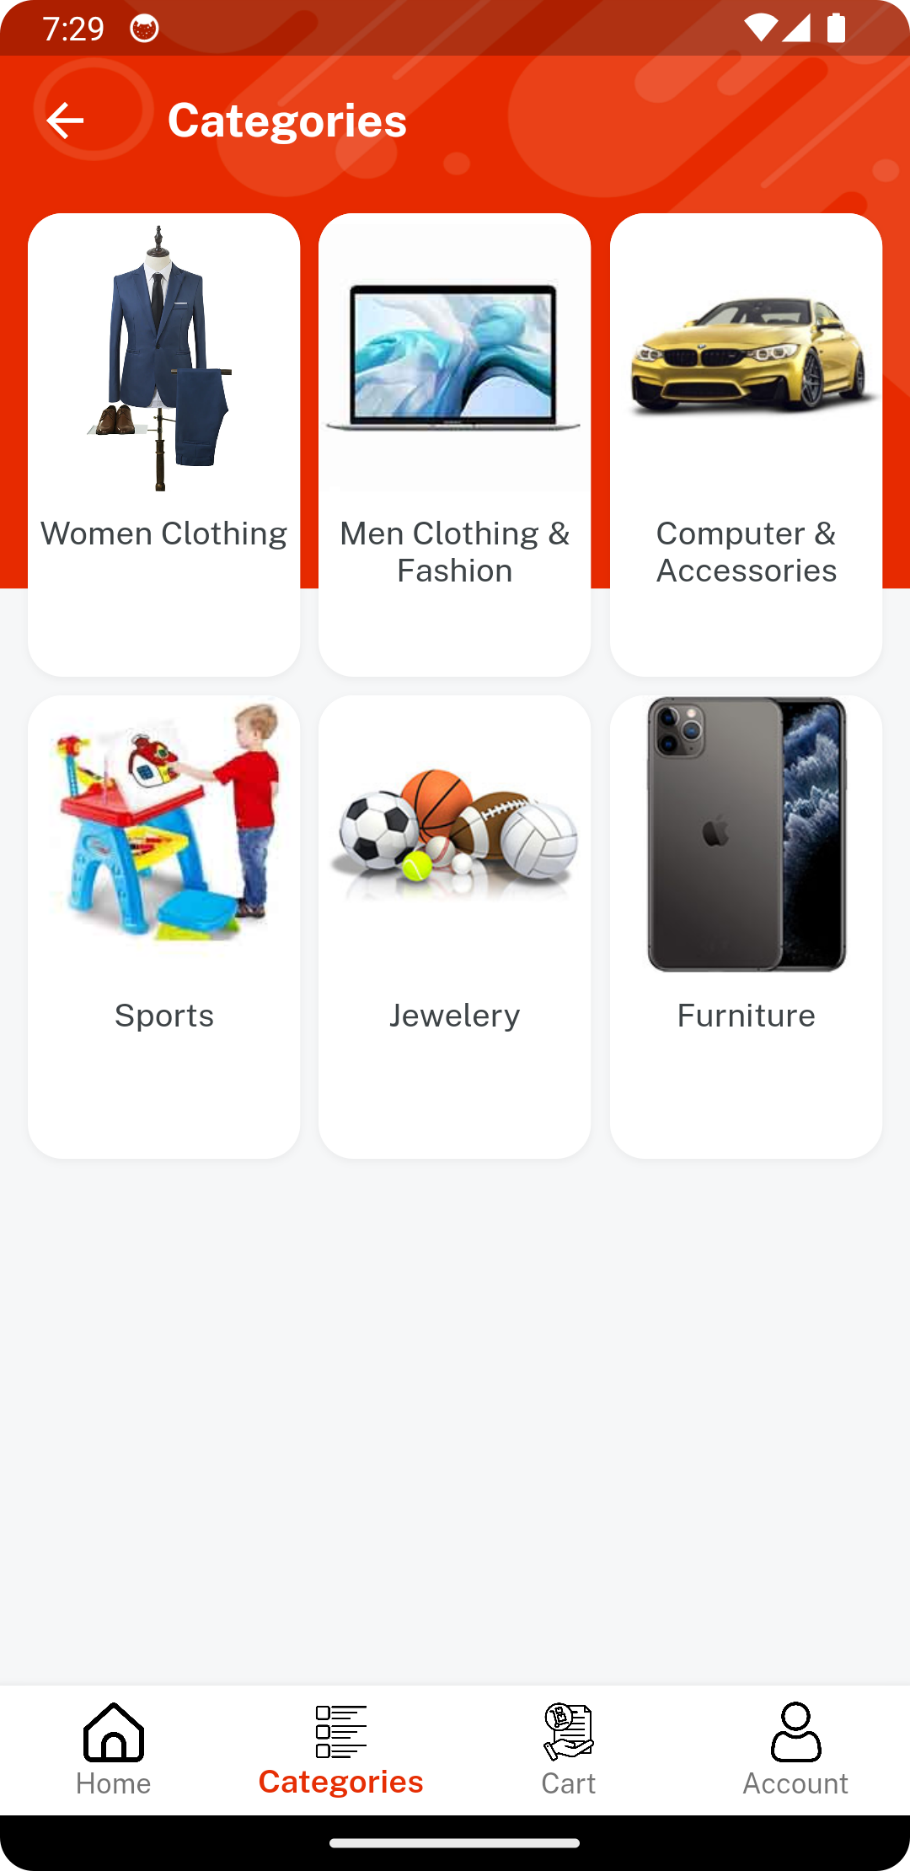 7:29
Categories
Women Clothing
Men Clothing &
Fashion
Computer &
Accessories
Sports
Jewelery
Furniture
Home
Categories
Cart
Account